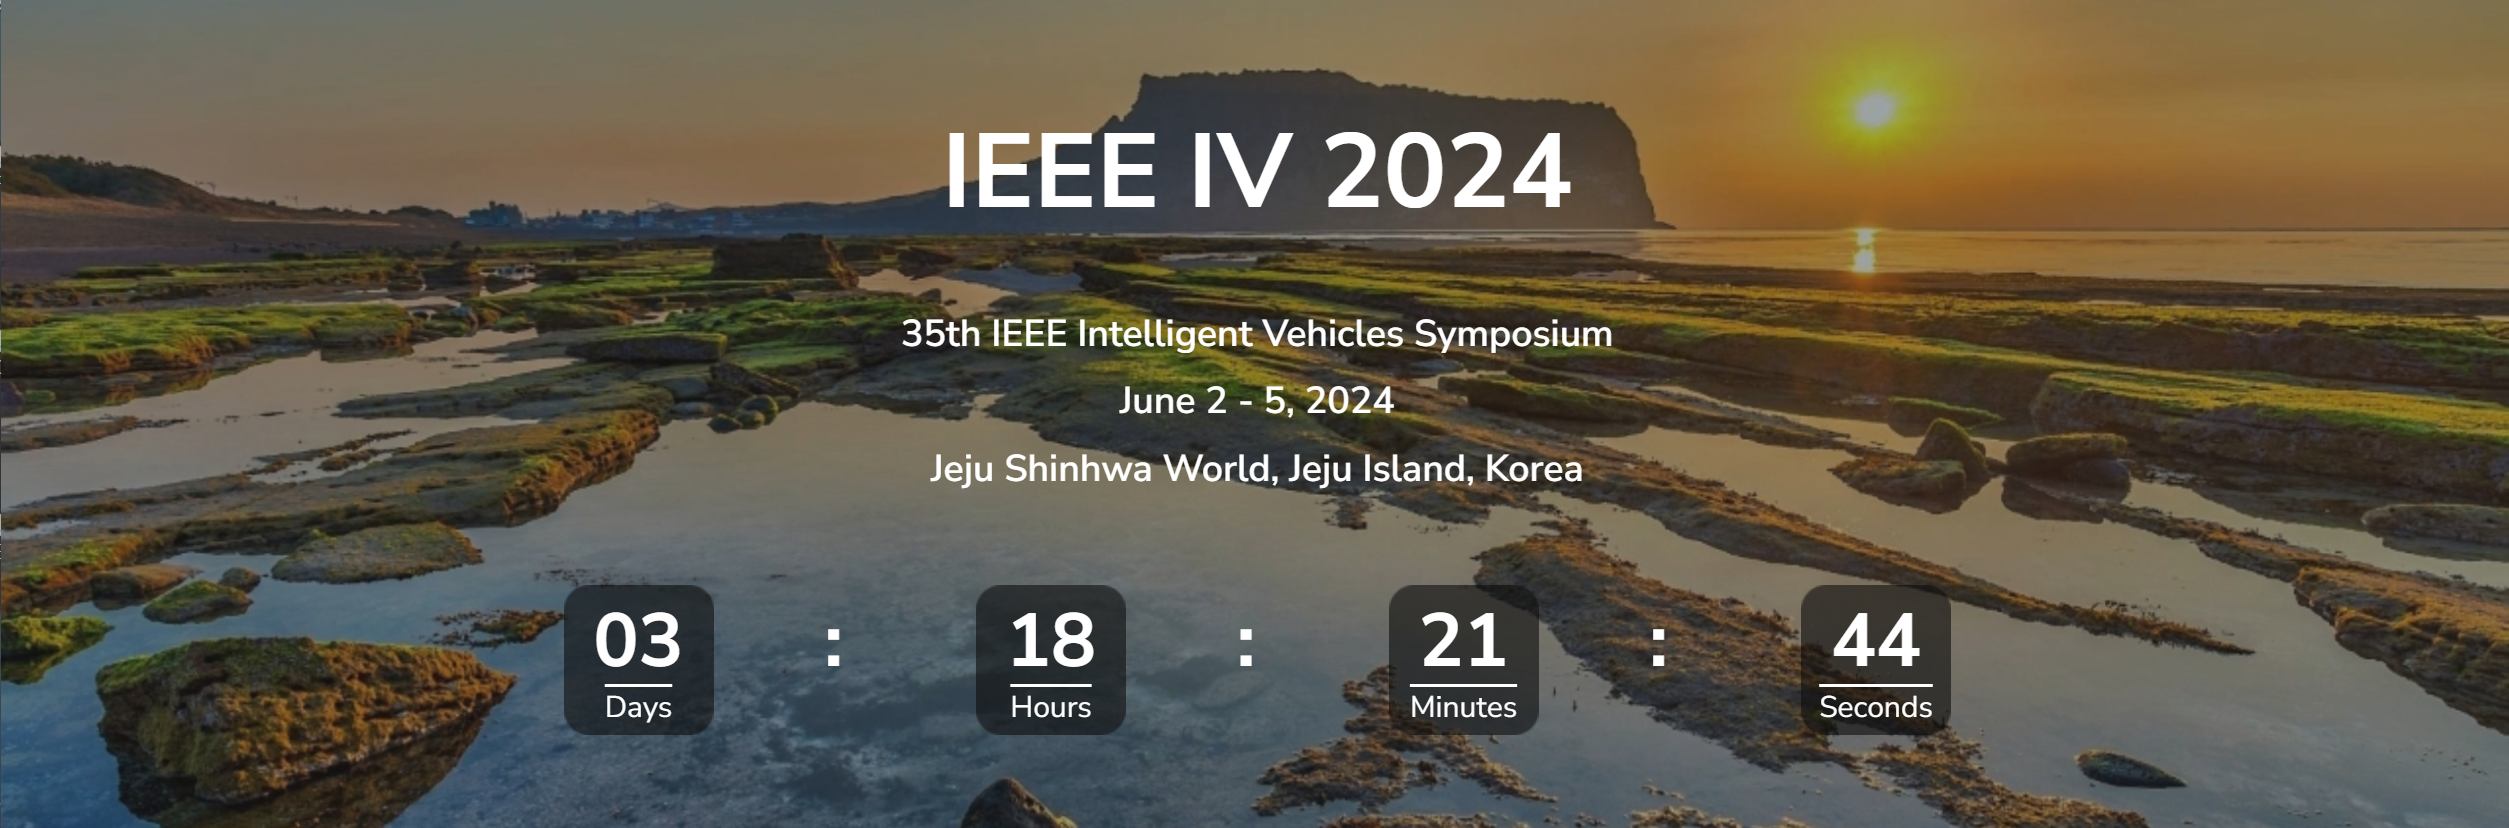 IEEE IV 2024
35th IEEE Intelligent Vehicles Symposium
June 2 - 5, 2024
Jeju Shinhwa World, Jeju Island, Korea
03 : 18 : 21 : 44
Days Hours Minutes Seconds